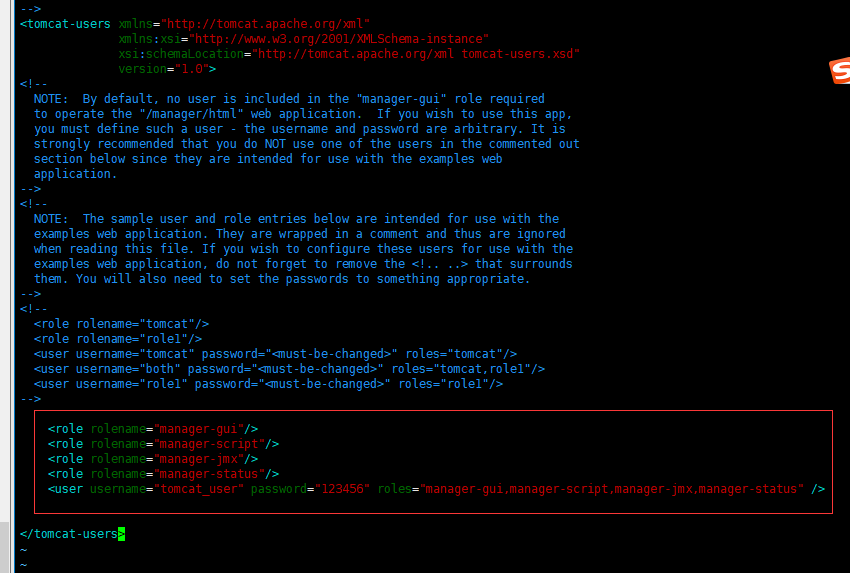 -->
<tomcat-users xmlns="http://tomcat.apache.org/xml"
xmlns:xsi="http://www.w3.org/2001/XMLSchema-instance"
xsi:schemaLocation="http://tomcat.apache.org/xml tomcat-users.xsd"
version="1.0">
<!--
NOTE:  By default, no user is included in the "manager-gui" role required
to operate the "/manager/html" web application.  If you wish to use this app,
you must define such a user - the username and password are arbitrary. It is
strongly recommended that you do NOT use one of the users in the commented out
section below since they are intended for use with the examples web
application.
-->
<!--
NOTE:  The sample user and role entries below are intended for use with the
examples web application. They are wrapped in a comment and thus are ignored
when reading this file. If you wish to configure these users for use with the
examples web application, do not forget to remove the <!.. ..> that surrounds
them. You will also need to set the passwords to something appropriate.
-->
<!--
<role rolename="tomcat"/>
<role rolename="role1"/>
<user username="tomcat" password="<must-be-changed>" roles="tomcat"/>
<user username="both" password="<must-be-changed>" roles="tomcat,role1"/>
<user username="role1" password="<must-be-changed>" roles="role1"/>
-->
<role rolename="manager-gui"/>
<role rolename="manager-script"/>
<role rolename="manager-jmx"/>
<role rolename="manager-status"/>
<user username="tomcat_user" password="123456" roles="manager-gui,manager-script,manager-jmx,manager-status" />
</tomcat-users>
~
~